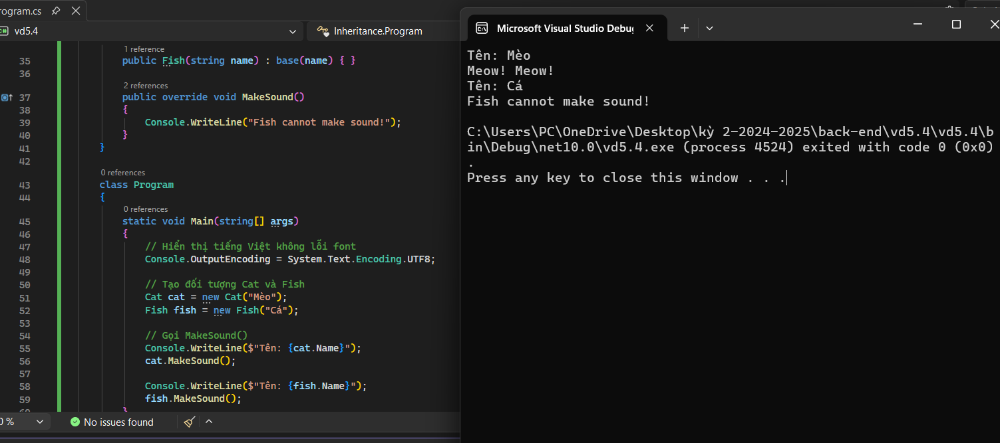 rogram.cs
vd5.4
Inheritance.Program
1 reference
35 public Fish(string name) : base(name) { }
36
2 references
37 public override void MakeSound()
38 {
39 Console.WriteLine("Fish cannot make sound!");
40 }
41 }
42
0 references
43 class Program
44 {
0 references
45 static void Main(string[] args)
46 {
47 // Hiển thị tiếng Việt không lỗi font
48 Console.OutputEncoding = System.Text.Encoding.UTF8;
49
50 // Tạo đối tượng Cat và Fish
51 Cat cat = new Cat("Mèo");
52 Fish fish = new Fish("Cá");
53
54 // Gọi MakeSound()
55 Console.WriteLine($"Tên: {cat.Name}");
56 cat.MakeSound();
57
58 Console.WriteLine($"Tên: {fish.Name}");
59 fish.MakeSound();
}
0 %
No issues found
Microsoft Visual Studio Debug
Tên: Mèo
Meow! Meow!
Tên: Cá
Fish cannot make sound!
C:\Users\PC\OneDrive\Desktop\kỳ 2-2024-2025\back-end\vd5.4\vd5.4\b
in\Debug\net10.0\vd5.4.exe (process 4524) exited with code 0 (0x0)
.
Press any key to close this window . . .